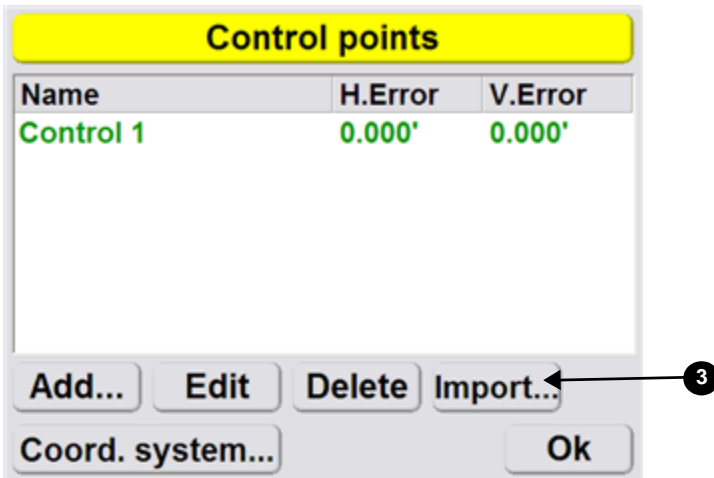 Control points
Name H.Error V.Error
Control 1 0.000' 0.000'
Add... Edit Delete Import... 3
Coord. system... Ok